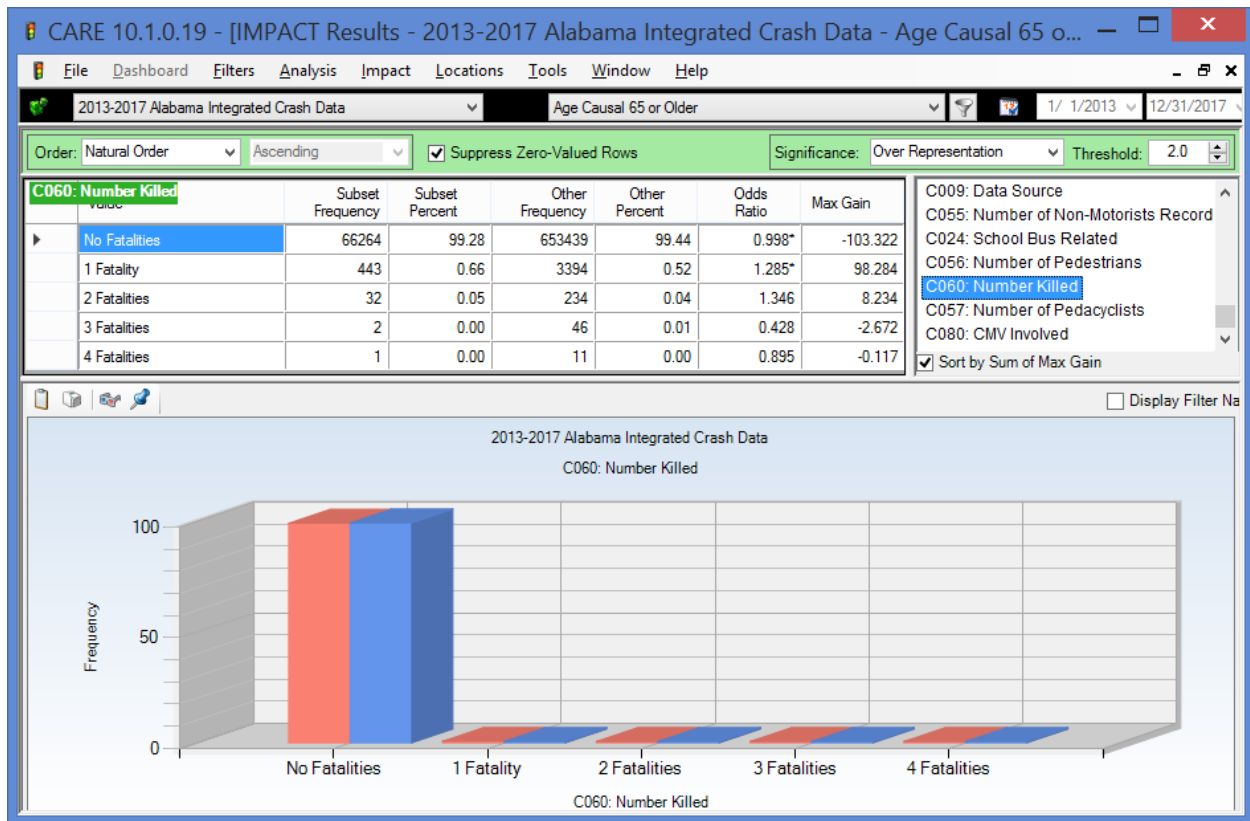 CARE 10.1.0.19 - [IMPACT Results - 2013-2017 Alabama Integrated Crash Data - Age Causal 65 o...
File Dashboard Filters Analysis Impact Locations Tools Window Help
2013-2017 Alabama Integrated Crash Data Age Causal 65 or Older 1/ 1/2013 12/31/2017
Order: Natural Order Ascending Suppress Zero-Valued Rows Significance: Over Representation Threshold: 2.0
C060: Number Killed
Value Subset Frequency Subset Percent Other Frequency Other Percent Odds Ratio Max Gain
No Fatalities 66264 99.28 653439 99.44 0.998* -103.322
1 Fatality 443 0.66 3394 0.52 1.285* 98.284
2 Fatalities 32 0.05 234 0.04 1.346 8.234
3 Fatalities 2 0.00 46 0.01 0.428 -2.672
4 Fatalities 1 0.00 11 0.00 0.895 -0.117
C009: Data Source
C055: Number of Non-Motorists Record
C024: School Bus Related
C056: Number of Pedestrians
C060: Number Killed
C057: Number of Pedacyclists
C080: CMV Involved
Sort by Sum of Max Gain
Display Filter Na
2013-2017 Alabama Integrated Crash Data
C060: Number Killed
100
50
0
Frequency
No Fatalities 1 Fatality 2 Fatalities 3 Fatalities 4 Fatalities
C060: Number Killed